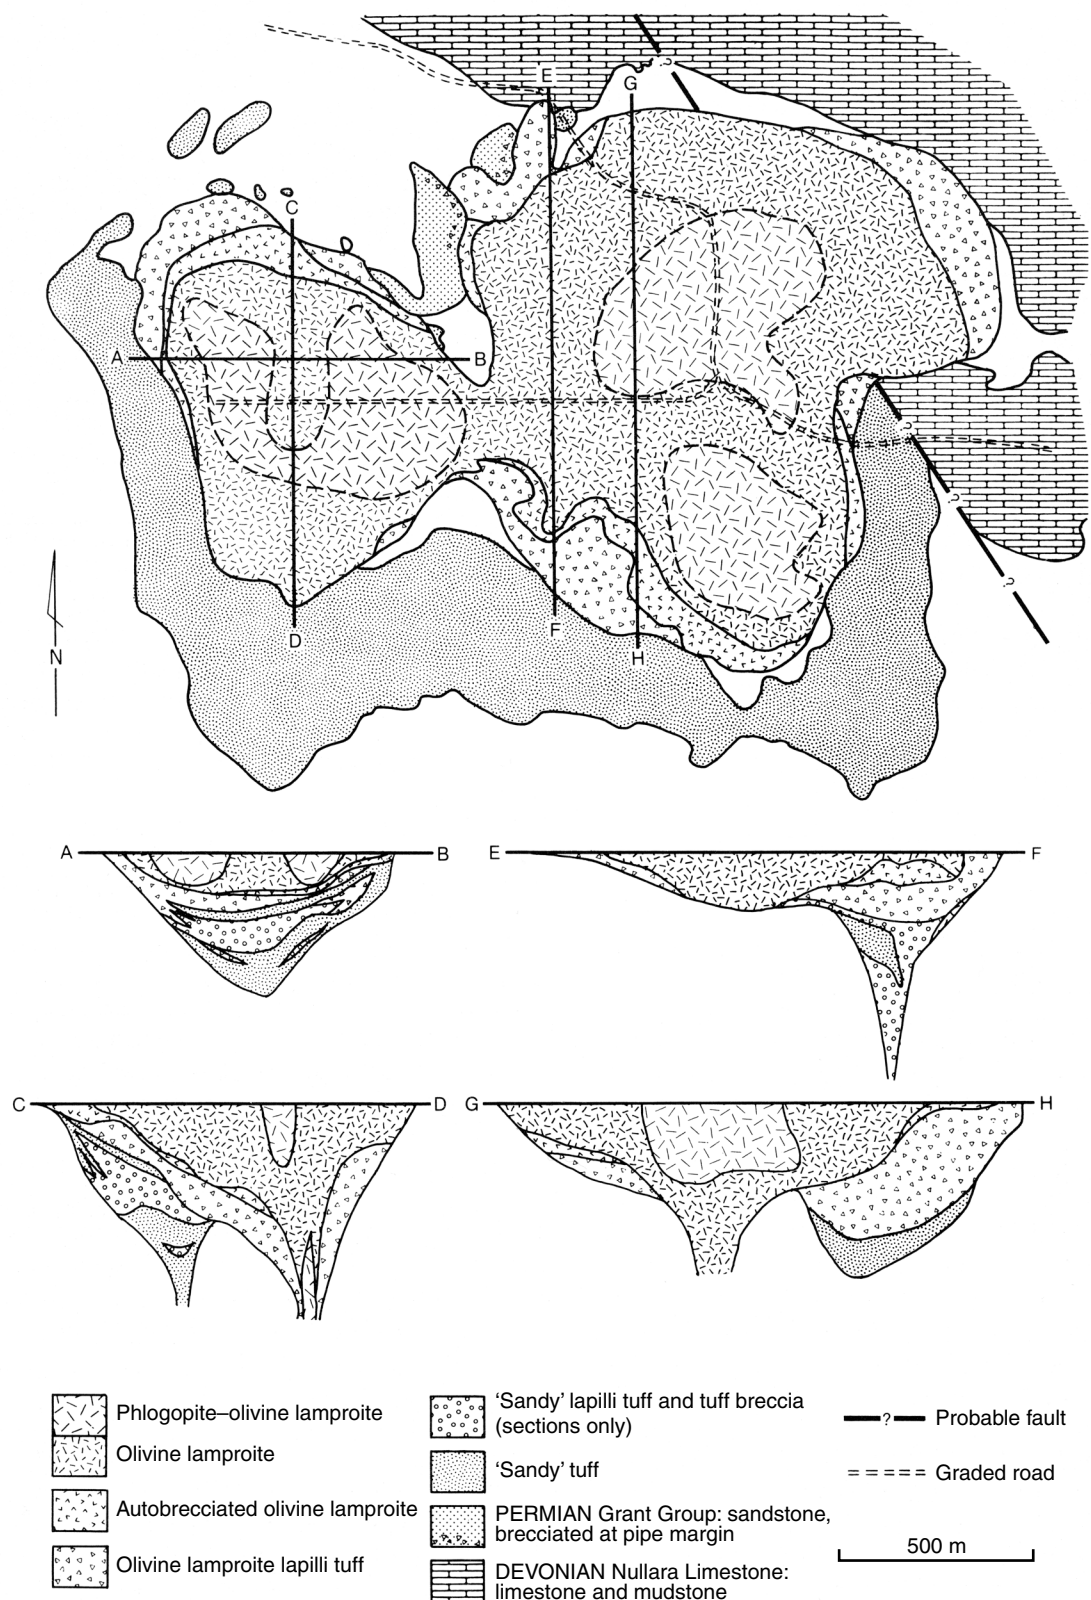 ?
E
G
C
A
B
?
?
?
N
D
F
H
A
B
E
F
C
D
G
H
Phlogopite–olivine lamproite
Olivine lamproite
Autobrecciated olivine lamproite
Olivine lamproite lapilli tuff
‘Sandy’ lapilli tuff and tuff breccia
(sections only)
‘Sandy’ tuff
PERMIAN Grant Group: sandstone,
brecciated at pipe margin
DEVONIAN Nullara Limestone:
limestone and mudstone
? Probable fault
Graded road
500 m